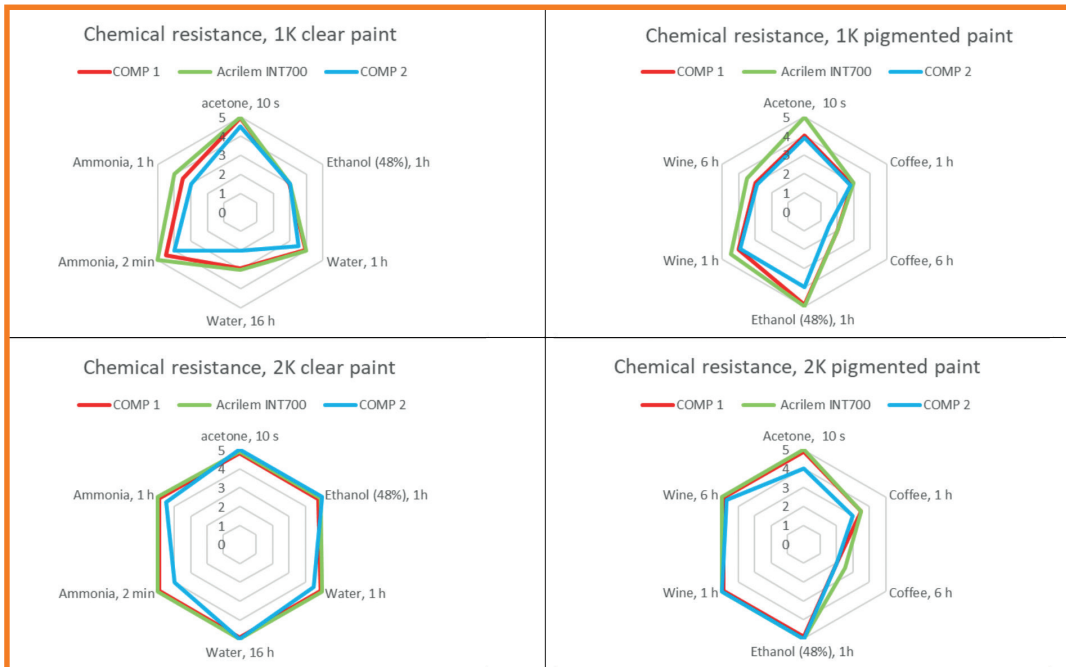 Chemical resistance, 1K clear paint
COMP 1 Acrilem INT700 COMP 2
acetone, 10 s
5
4
3
2
1
0
Ethanol (48%), 1h
Water, 1 h
Water, 16 h
Ammonia, 2 min
Ammonia, 1 h
Chemical resistance, 1K pigmented paint
COMP 1 Acrilem INT700 COMP 2
Acetone, 10 s
5
4
3
2
1
0
Coffee, 1 h
Coffee, 6 h
Ethanol (48%), 1h
Wine, 1 h
Wine, 6 h
Chemical resistance, 2K clear paint
COMP 1 Acrilem INT700 COMP 2
acetone, 10 s
5
4
3
2
1
0
Ethanol (48%), 1h
Water, 1 h
Water, 16 h
Ammonia, 2 min
Ammonia, 1 h
Chemical resistance, 2K pigmented paint
COMP 1 Acrilem INT700 COMP 2
Acetone, 10 s
5
4
3
2
1
0
Coffee, 1 h
Coffee, 6 h
Ethanol (48%), 1h
Wine, 1 h
Wine, 6 h